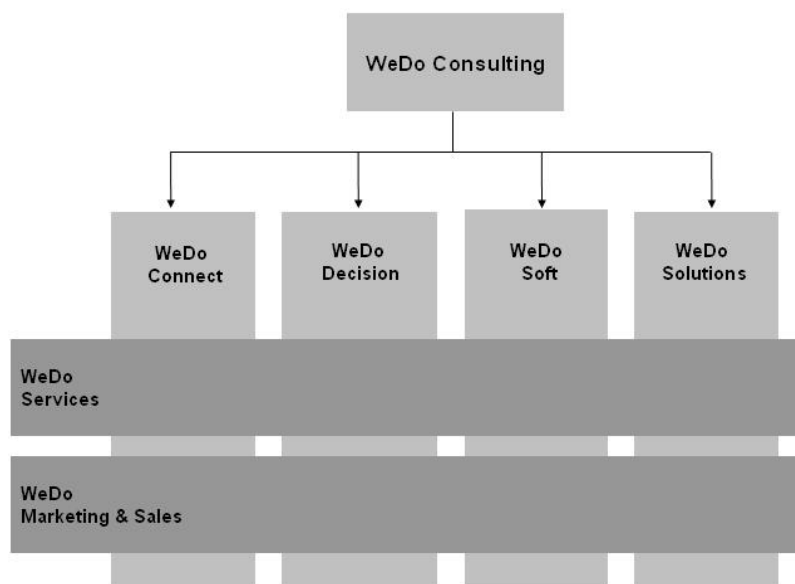 WeDo Consulting
WeDo
Connect
WeDo
Decision
WeDo
Soft
WeDo
Solutions
WeDo
Services
WeDo
Marketing & Sales